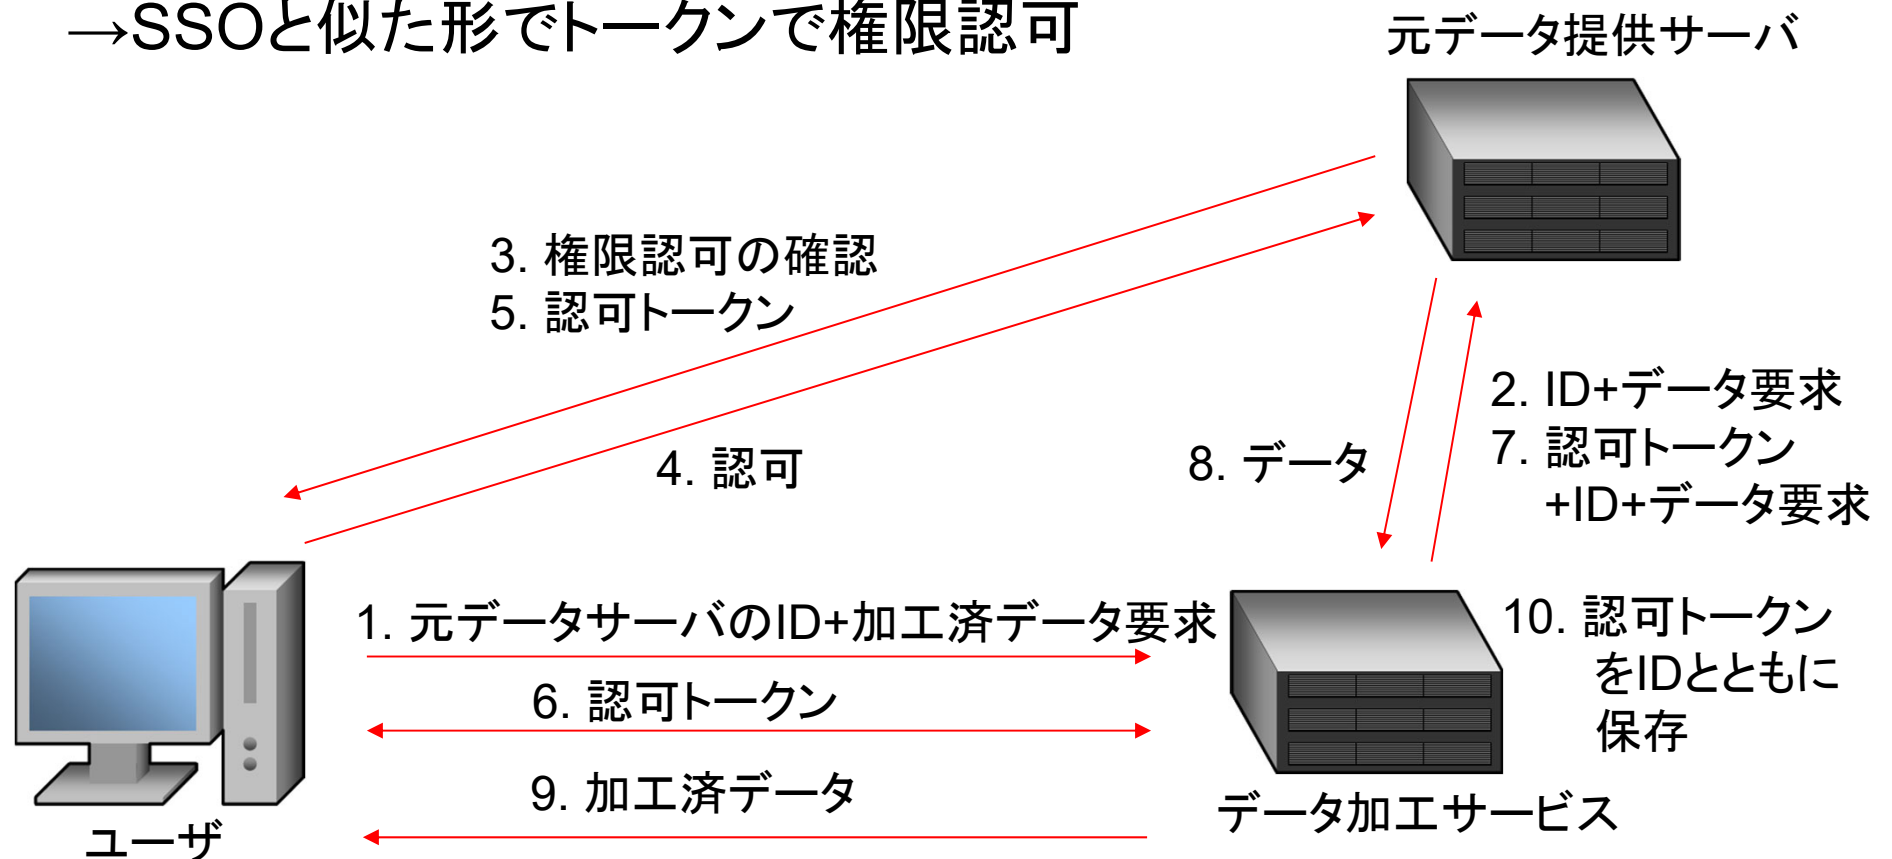 →SSOと似た形でトークンで権限認可
元データ提供サーバ
3. 権限認可の確認
5. 認可トークン
4. 認可
8. データ
2. ID+データ要求
7. 認可トークン
+ID+データ要求
1. 元データサーバのID+加工済データ要求
6. 認可トークン
9. 加工済データ
10. 認可トークン
をIDとともに
保存
データ加工サービス
ユーザ